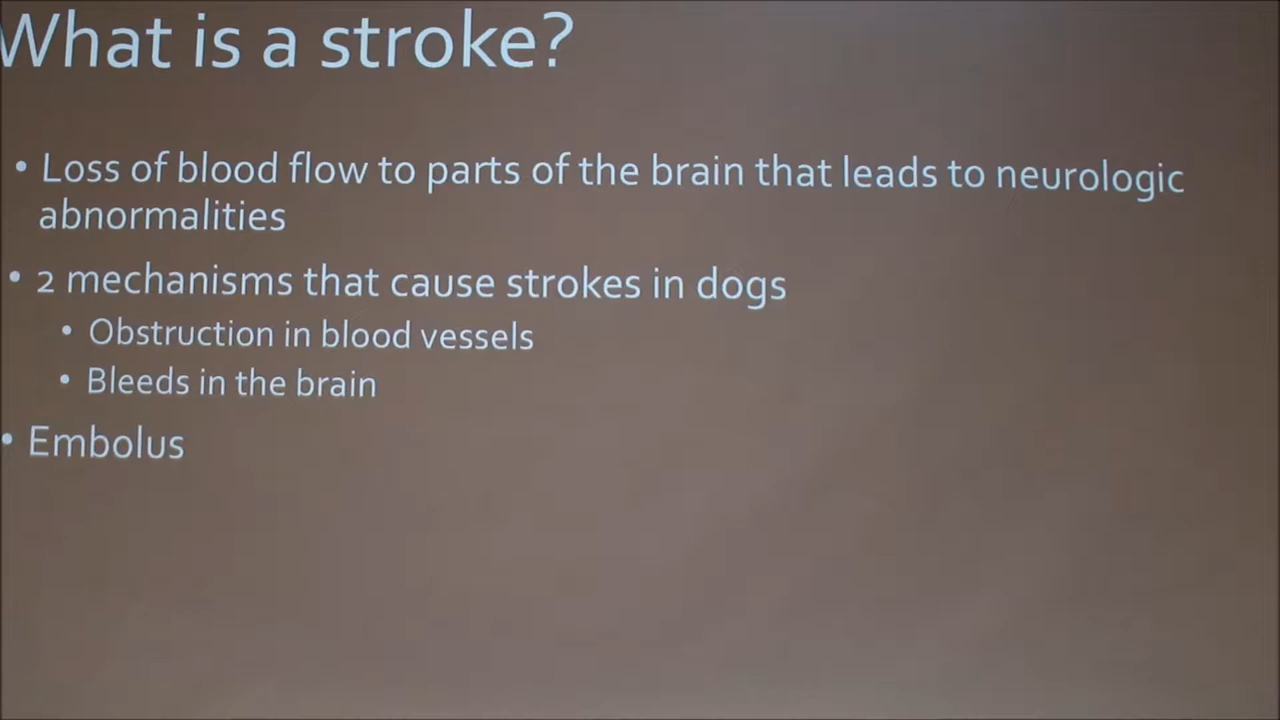 What is a stroke?
• Loss of blood flow to parts of the brain that leads to neurologic
abnormalities
• 2 mechanisms that cause strokes in dogs
• Obstruction in blood vessels
• Bleeds in the brain
• Embolus